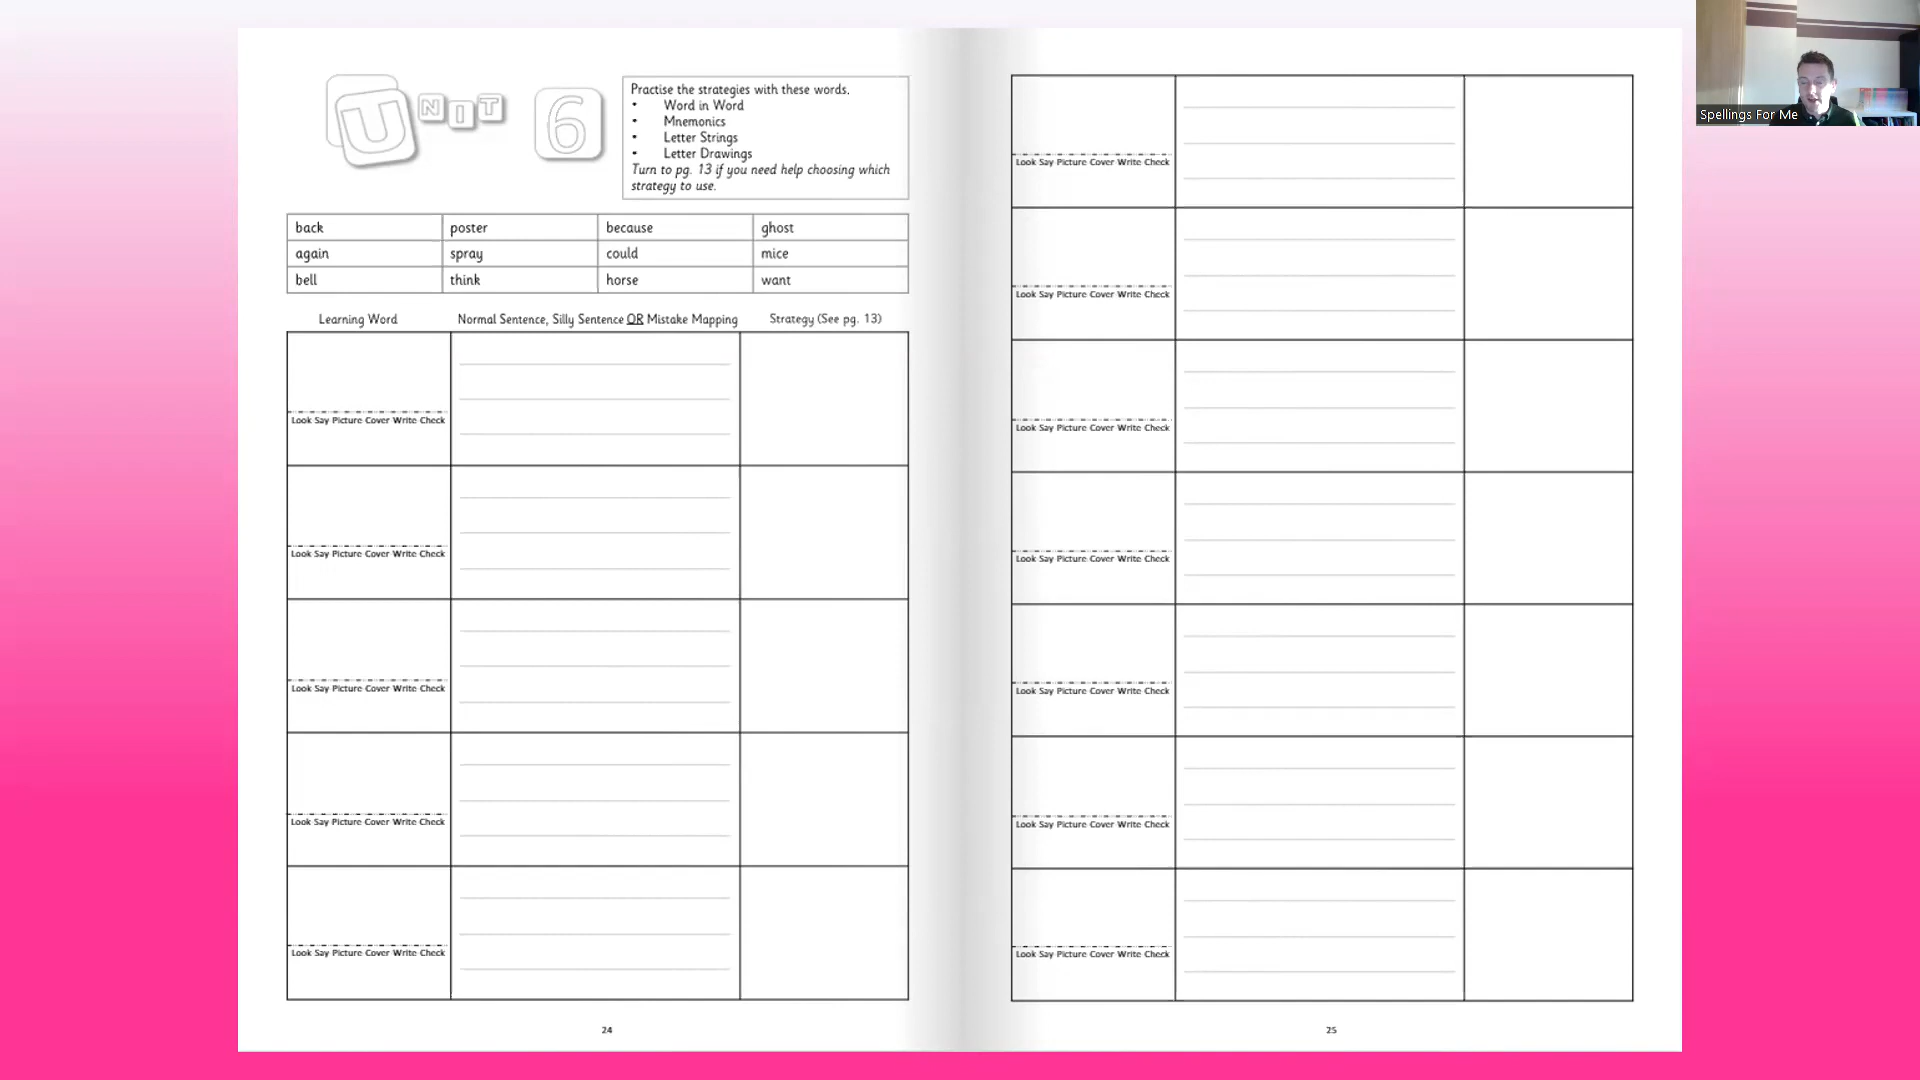 UNIT 6
Practise the strategies with these words.
• Word in Word
• Mnemonics
• Letter Strings
• Letter Drawings
Turn to pg. 13 if you need help choosing which
strategy to use.
back poster because ghost
again spray could mice
bell think horse want
Learning Word Normal Sentence, Silly Sentence OR Mistake Mapping Strategy (See pg. 13)
Look Say Picture Cover Write Check
Look Say Picture Cover Write Check
Look Say Picture Cover Write Check
Look Say Picture Cover Write Check
Look Say Picture Cover Write Check
24
Look Say Picture Cover Write Check
Look Say Picture Cover Write Check
Look Say Picture Cover Write Check
Look Say Picture Cover Write Check
Look Say Picture Cover Write Check
Look Say Picture Cover Write Check
Look Say Picture Cover Write Check
25
Spellings For Me